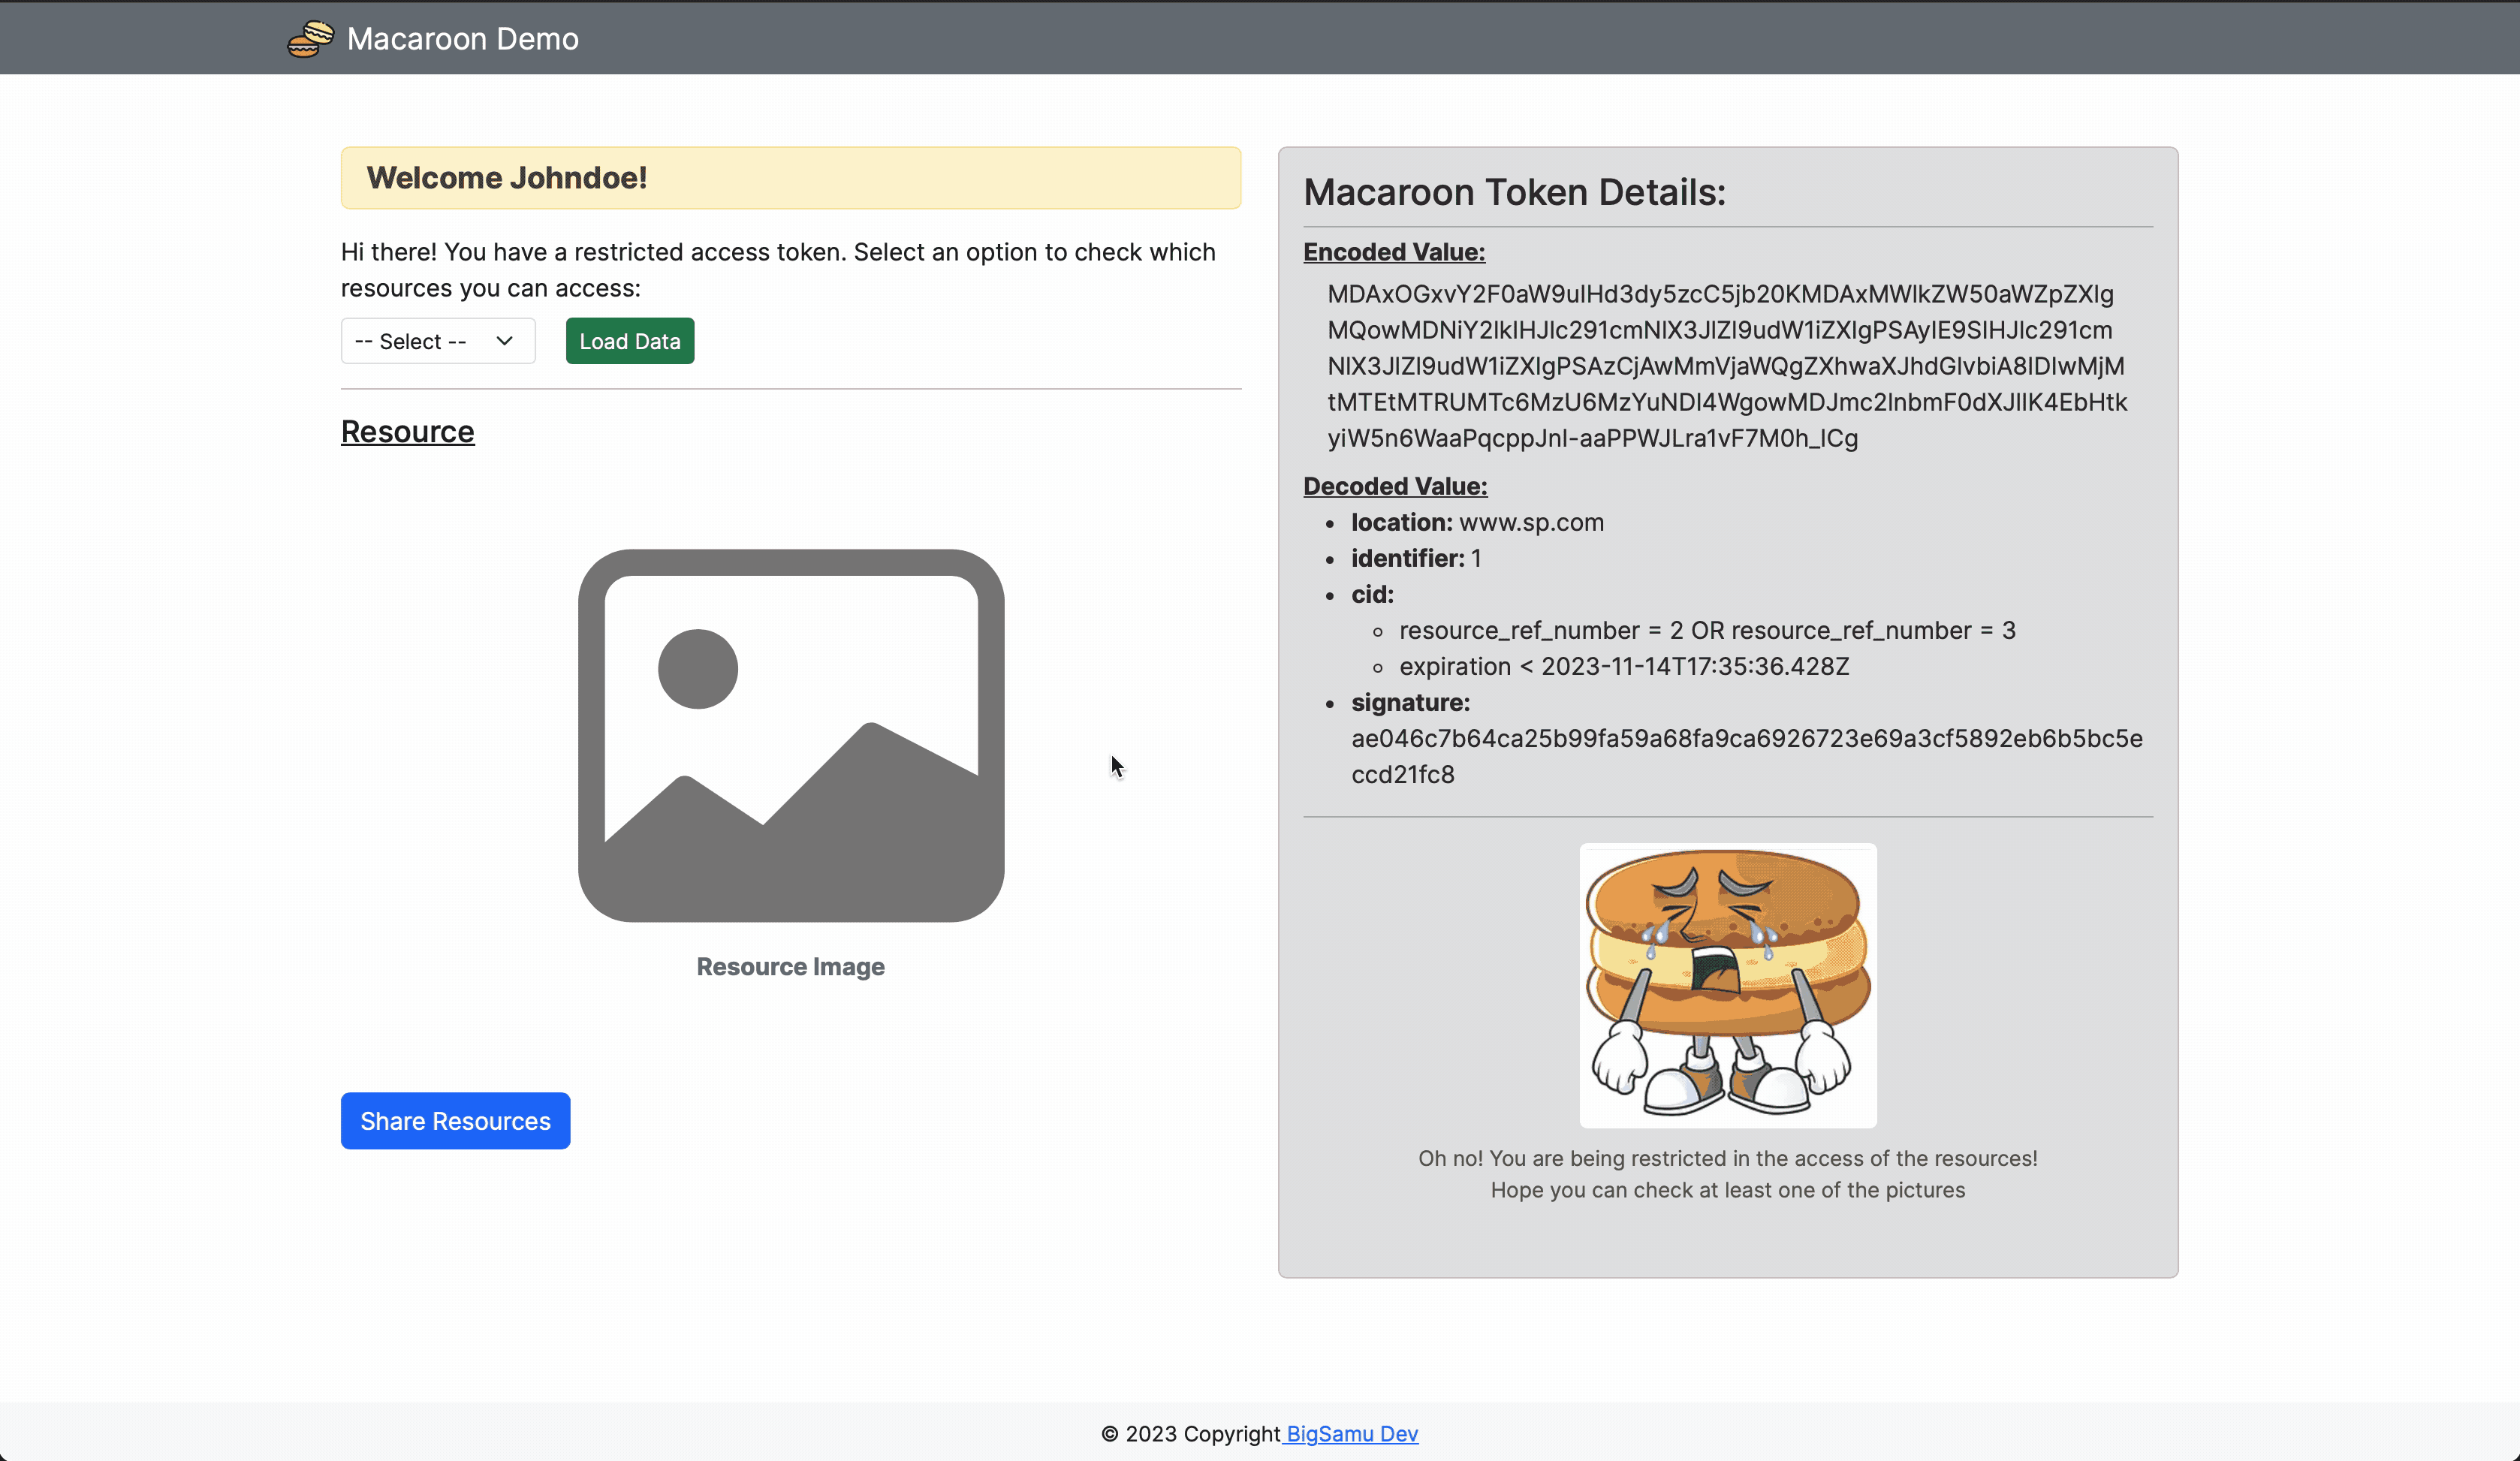 Macaroon Demo
Welcome Johndoe!
Hi there! You have a restricted access token. Select an option to check which
resources you can access:
-- Select --
Load Data
Resource
Resource Image
Share Resources
Macaroon Token Details:
Encoded Value:
MDAxOGxvY2F0aW9uIHd3dy5zcC5jb20KMDAxMWlkZW50aWZpZXIg
MQowMDNiY2lkIHJlc291cmNlX3JlZl9udW1iZXIgPSAyIE9SIHJlc291cm
NlX3JlZl9udW1iZXIgPSAzCjAwMmVjaWQgZXhwaXJhdGlvbiA8IDIwMjM
tMTEtMTRUMTc6MzU6MzYuNDI4WgowMDJmc2lnbmF0dXJlIK4EbHtk
yiW5n6WaaPqcppJnI-aaPPWJLra1vF7M0h_ICg
Decoded Value:
location: www.sp.com
identifier: 1
cid:
resource_ref_number = 2 OR resource_ref_number = 3
expiration < 2023-11-14T17:35:36.428Z
signature:
ae046c7b64ca25b99fa59a68fa9ca6926723e69a3cf5892eb6b5bc5e
ccd21fc8
Oh no! You are being restricted in the access of the resources!
Hope you can check at least one of the pictures
© 2023 Copyright BigSamu Dev